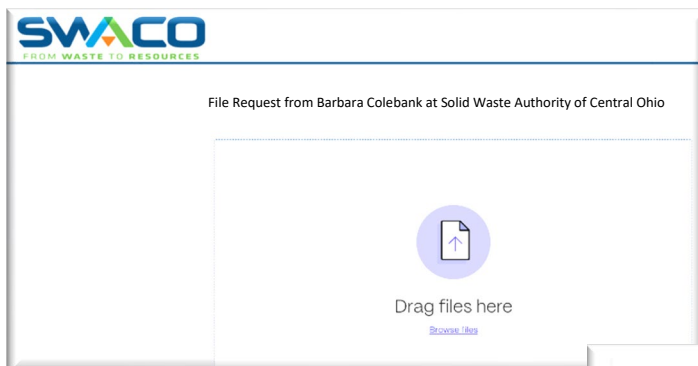 SWACO
FROM WASTE TO RESOURCES
File Request from Barbara Colebank at Solid Waste Authority of Central Ohio
Drag files here
Browse files